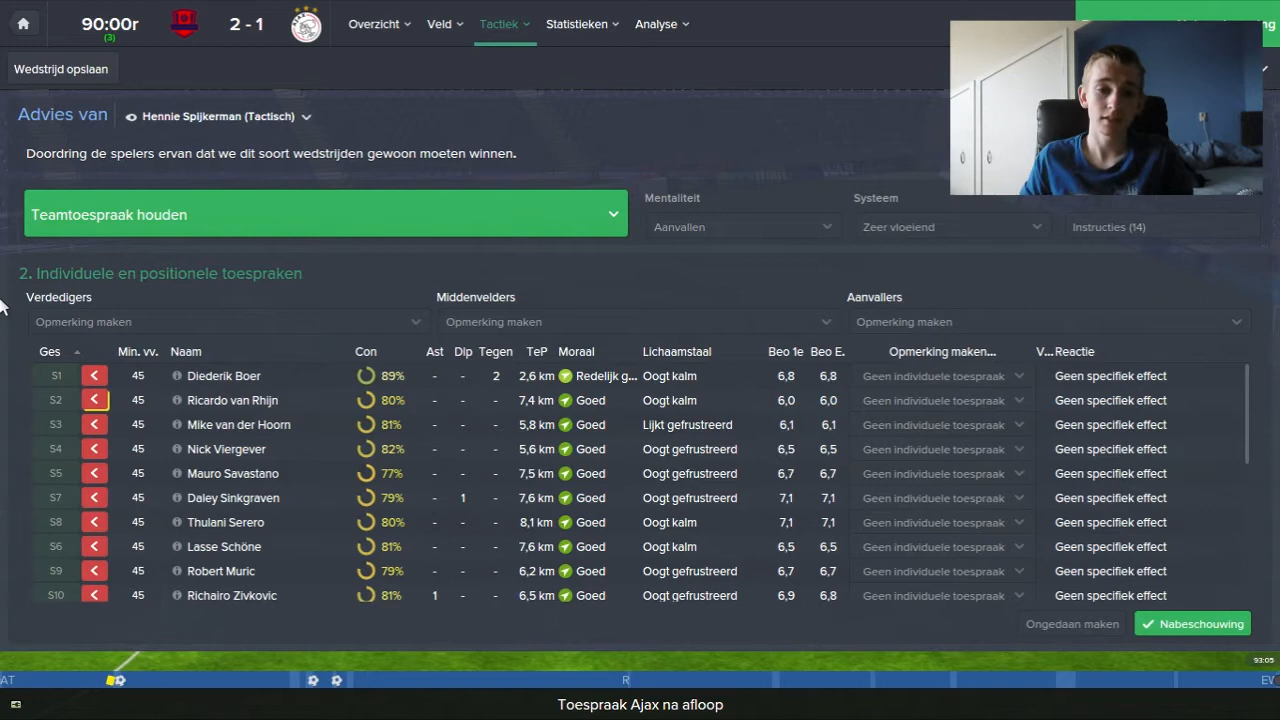 90:00r
(3)
2 - 1
Overzicht
Veld
Tactiek
Statistieken
Analyse
Wedstrijd opslaan
Advies van
Hennie Spijkerman (Tactisch)
Doordring de spelers ervan dat we dit soort wedstrijden gewoon moeten winnen.
Teamtoespraak houden
Mentaliteit
Systeem
Aanvallen
Zeer vloeiend
Instructies (14)
2. Individuele en positionele toespraken
Verdedigers
Middenvelders
Aanvallers
Opmerking maken
Opmerking maken
Opmerking maken
Ges Min. vv. Naam Con Ast Dip Tegen TeP Moraal Lichaamstaal Beo 1e Beo E. Opmerking maken... V... Reactie
S1 45 Diederik Boer 89% - - 2 2,6 km Redelijk g... Oogt kalm 6,8 6,8 Geen individuele toespraak Geen specifiek effect
S2 45 Ricardo van Rhijn 80% - - - 7,4 km Goed Oogt kalm 6,0 6,0 Geen individuele toespraak Geen specifiek effect
S3 45 Mike van der Hoorn 81% - - - 5,8 km Goed Lijkt gefrustreerd 6,1 6,1 Geen individuele toespraak Geen specifiek effect
S4 45 Nick Viergever 82% - - - 5,6 km Goed Oogt gefrustreerd 6,5 6,5 Geen individuele toespraak Geen specifiek effect
S5 45 Mauro Savastano 77% - - - 7,5 km Goed Oogt gefrustreerd 6,7 6,7 Geen individuele toespraak Geen specifiek effect
S7 45 Daley Sinkgraven 79% - 1 - 7,6 km Goed Oogt gefrustreerd 7,1 7,1 Geen individuele toespraak Geen specifiek effect
S8 45 Thulani Serero 80% - - - 8,1 km Goed Oogt kalm 7,1 7,1 Geen individuele toespraak Geen specifiek effect
S6 45 Lasse Schöne 81% - - - 7,6 km Goed Oogt kalm 6,5 6,5 Geen individuele toespraak Geen specifiek effect
S9 45 Robert Muric 79% - - - 6,2 km Goed Oogt gefrustreerd 6,7 6,7 Geen individuele toespraak Geen specifiek effect
S10 45 Richairo Zivkovic 81% 1 - - 6,5 km Goed Oogt gefrustreerd 6,9 6,8 Geen individuele toespraak Geen specifiek effect
Ongedaan maken
Nabeschouwing
93:05
AT
R
EV
Toespraak Ajax na afloop